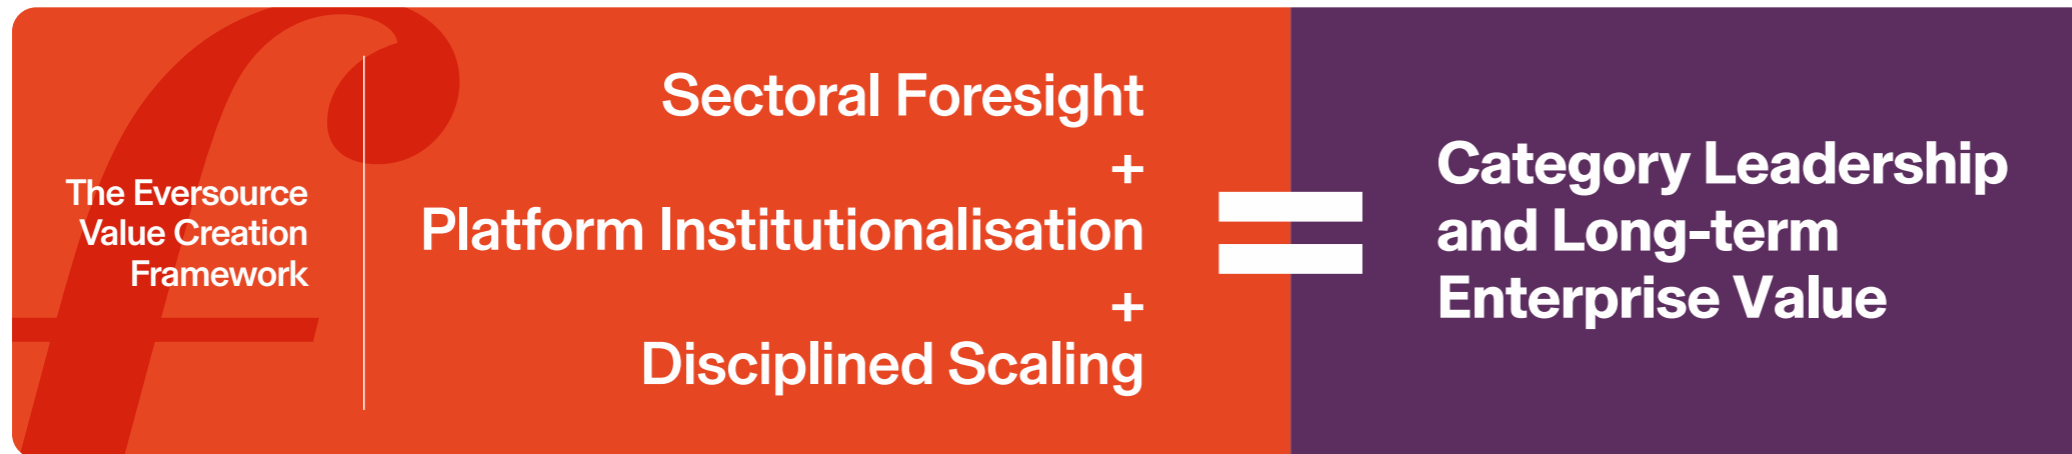 The Eversource
Value Creation
Framework
Sectoral Foresight
+
Platform Institutionalisation
+
Disciplined Scaling
=
Category Leadership
and Long-term
Enterprise Value